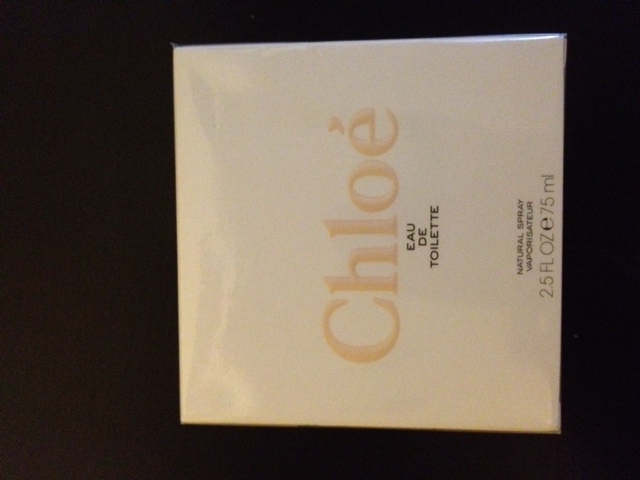 Chloé
EAU
DE
TOILETTE
NATURAL SPRAY
VAPORISATEUR
2.5 FL OZ ℮ 75 ml